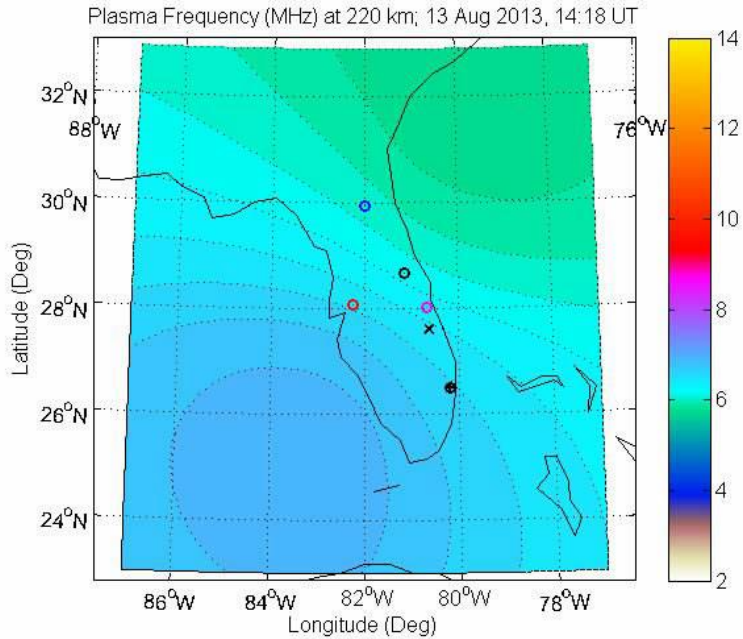 Plasma Frequency (MHz) at 220 km; 13 Aug 2013, 14:18 UT
32°N
88°W
76°W
30°N
28°N
26°N
24°N
86°W
84°W
82°W
80°W
78°W
Latitude (Deg)
Longitude (Deg)
14
12
10
8
6
4
2